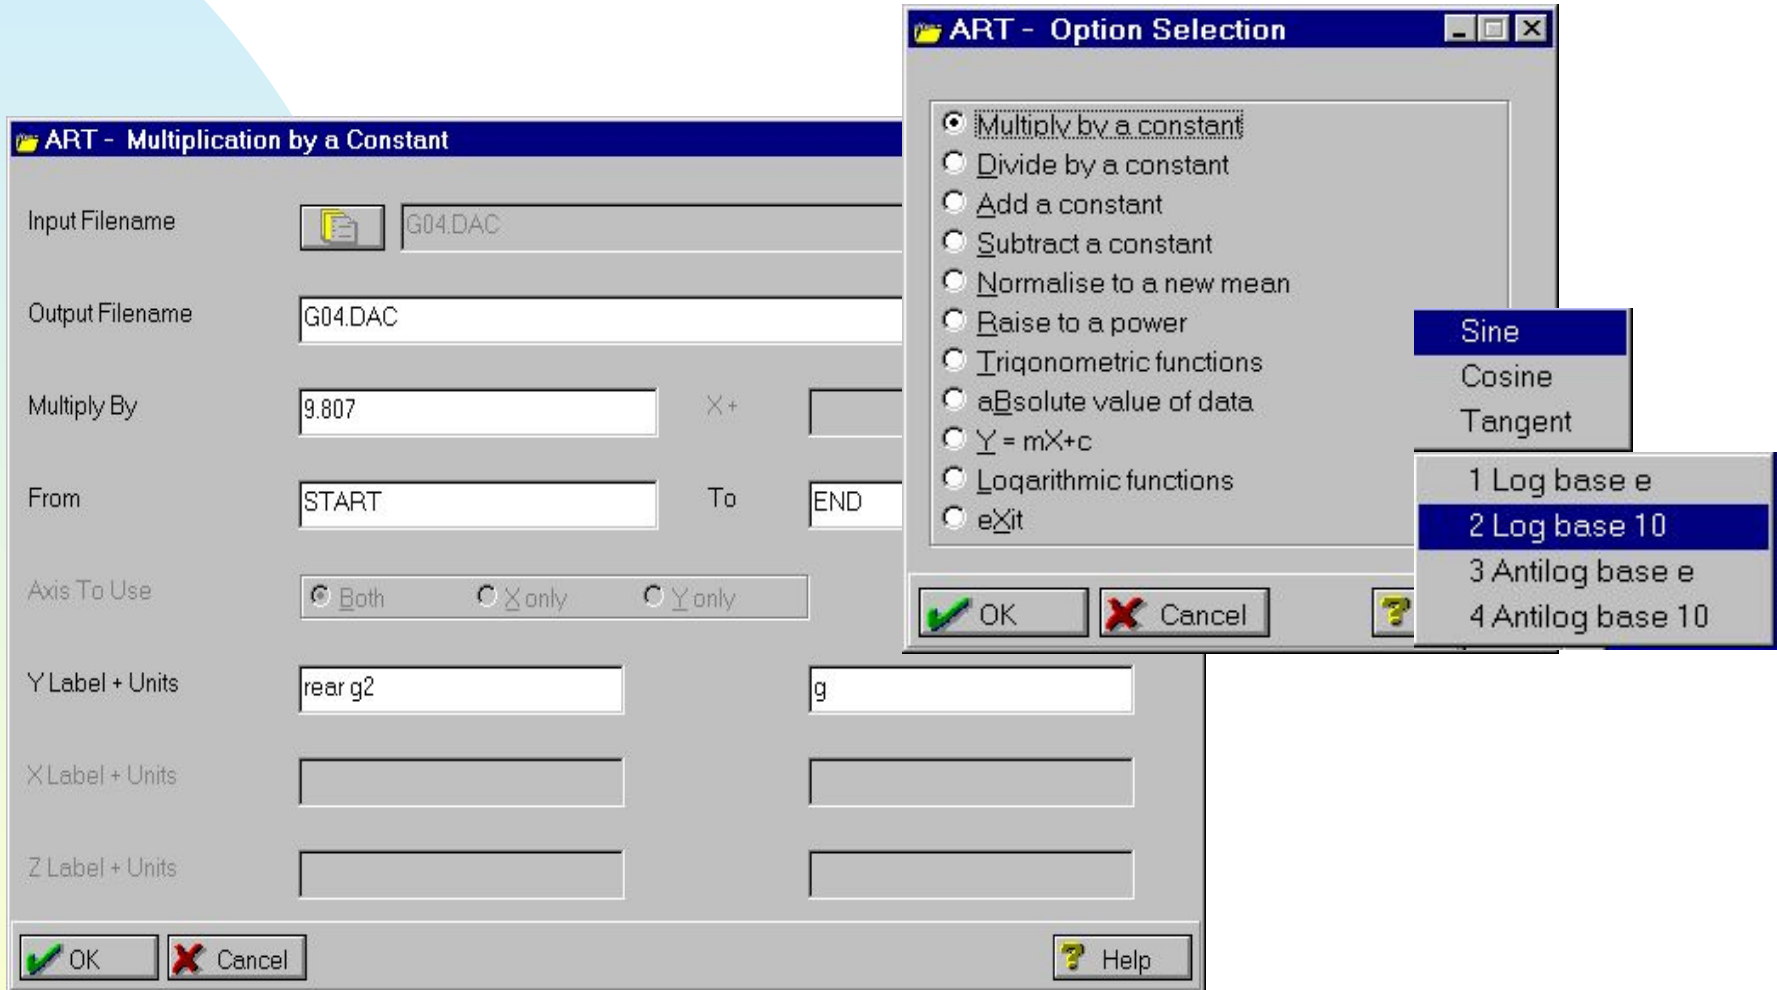 ART - Multiplication by a Constant
Input Filename G04.DAC
Output Filename G04.DAC
Multiply By 9.807 X +
From START To END
Axis To Use Both X only Y only
Y Label + Units rear g2 g
X Label + Units
Z Label + Units
OK Cancel Help
ART - Option Selection
Multiply by a constant
Divide by a constant
Add a constant
Subtract a constant
Normalise to a new mean
Raise to a power
Trigonometric functions
aBsolute value of data
Y = mX+c
Logarithmic functions
eXit
OK Cancel
Sine
Cosine
Tangent
1 Log base e
2 Log base 10
3 Antilog base e
4 Antilog base 10